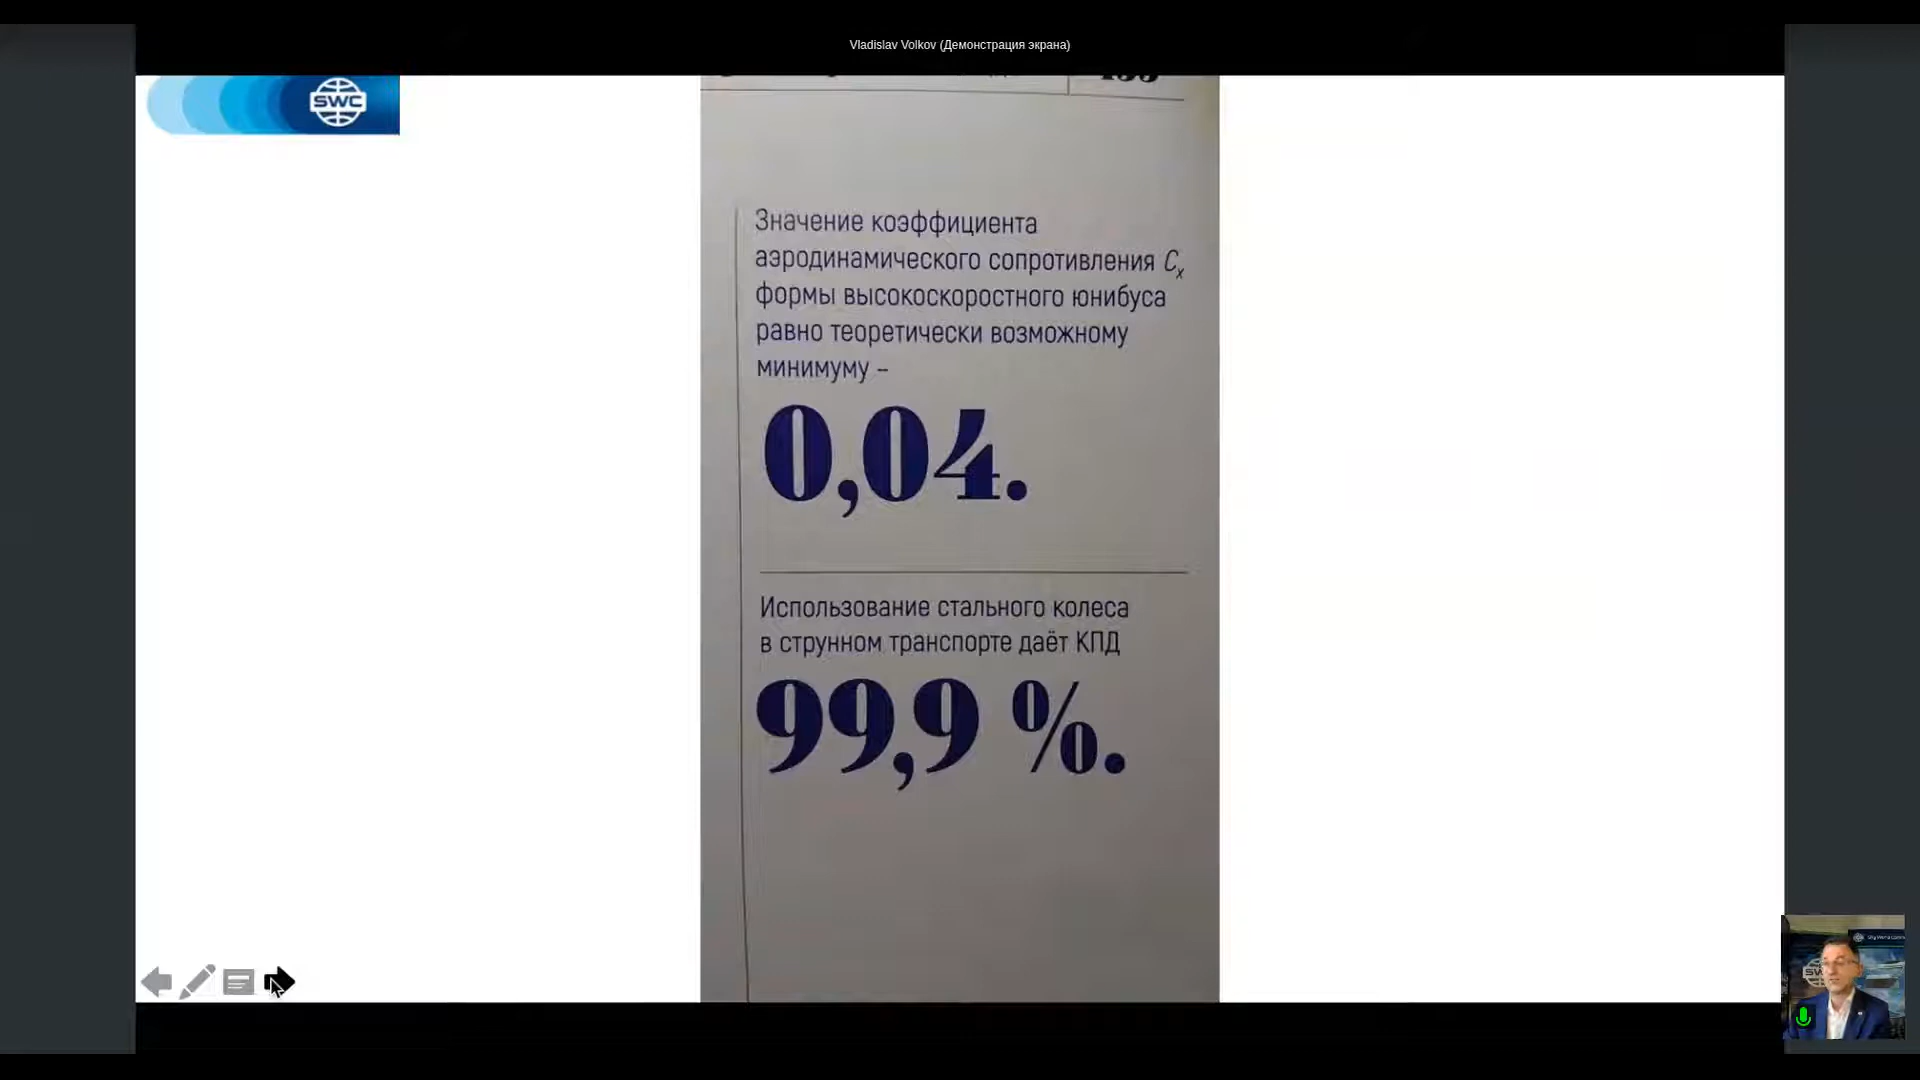 Vladislav Volkov (Демонстрация экрана)
SWC
Значение коэффициента
аэродинамического сопротивления Cx
формы высокоскоростного юнибуса
равно теоретически возможному
минимуму –
0,04.
Использование стального колеса
в струнном транспорте даёт КПД
99,9 %.